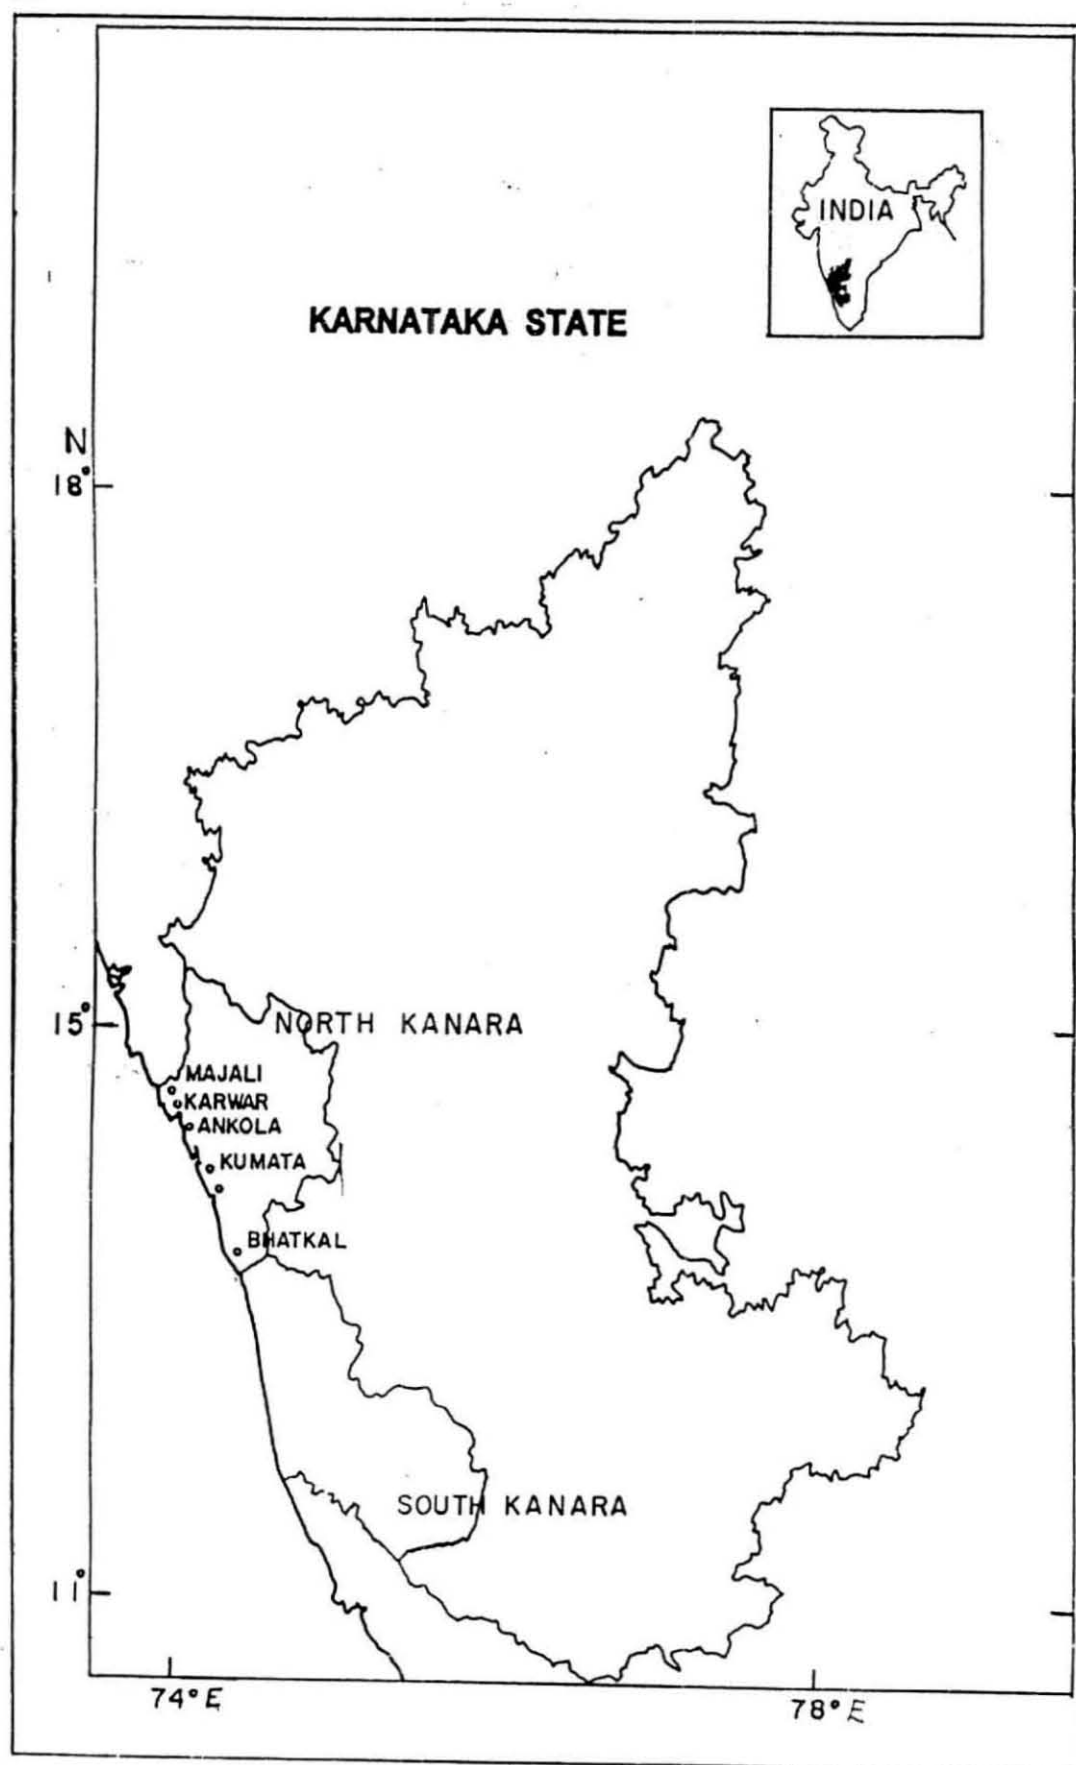 INDIA
KARNATAKA STATE
N
18°
15°
NORTH KANARA
MAJALI
KARWAR
ANKOLA
KUMATA
BHATKAL
SOUTH KANARA
11°
74°E
78°E